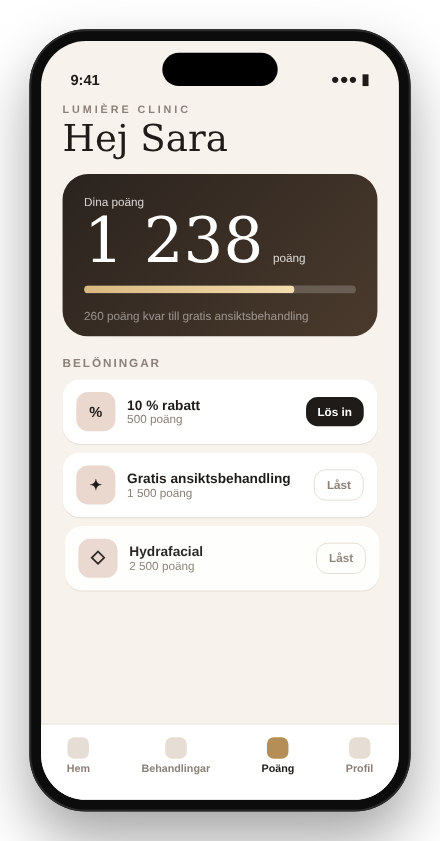 9:41
LUMIÈRE CLINIC
Hej Sara
Dina poäng
1 238 poäng
260 poäng kvar till gratis ansiktsbehandling
BELÖNINGAR
%
10 % rabatt
500 poäng
Lös in
Gratis ansiktsbehandling
1 500 poäng
Låst
Hydrafacial
2 500 poäng
Låst
Hem Behandlingar Poäng Profil